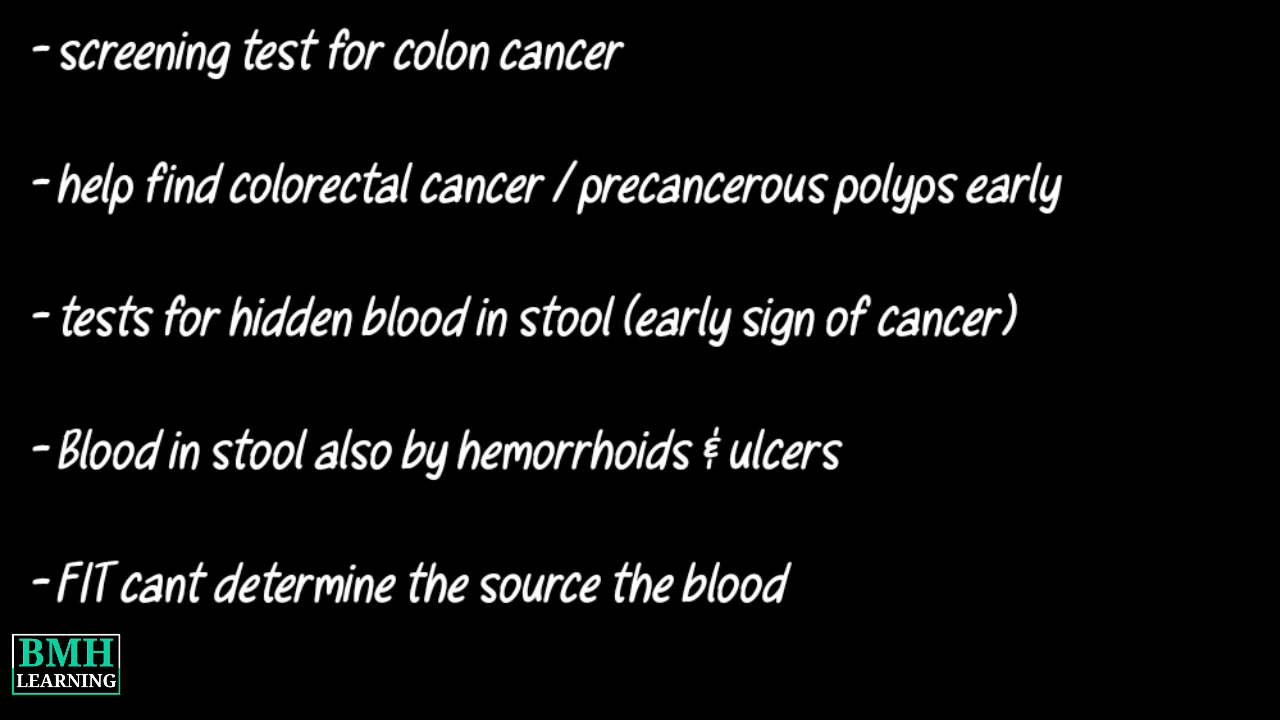 - screening test for colon cancer
- help find colorectal cancer / precancerous polyps early
- tests for hidden blood in stool (early sign of cancer)
- Blood in stool also by hemorrhoids & ulcers
- FIT cant determine the source the blood
BMH
LEARNING